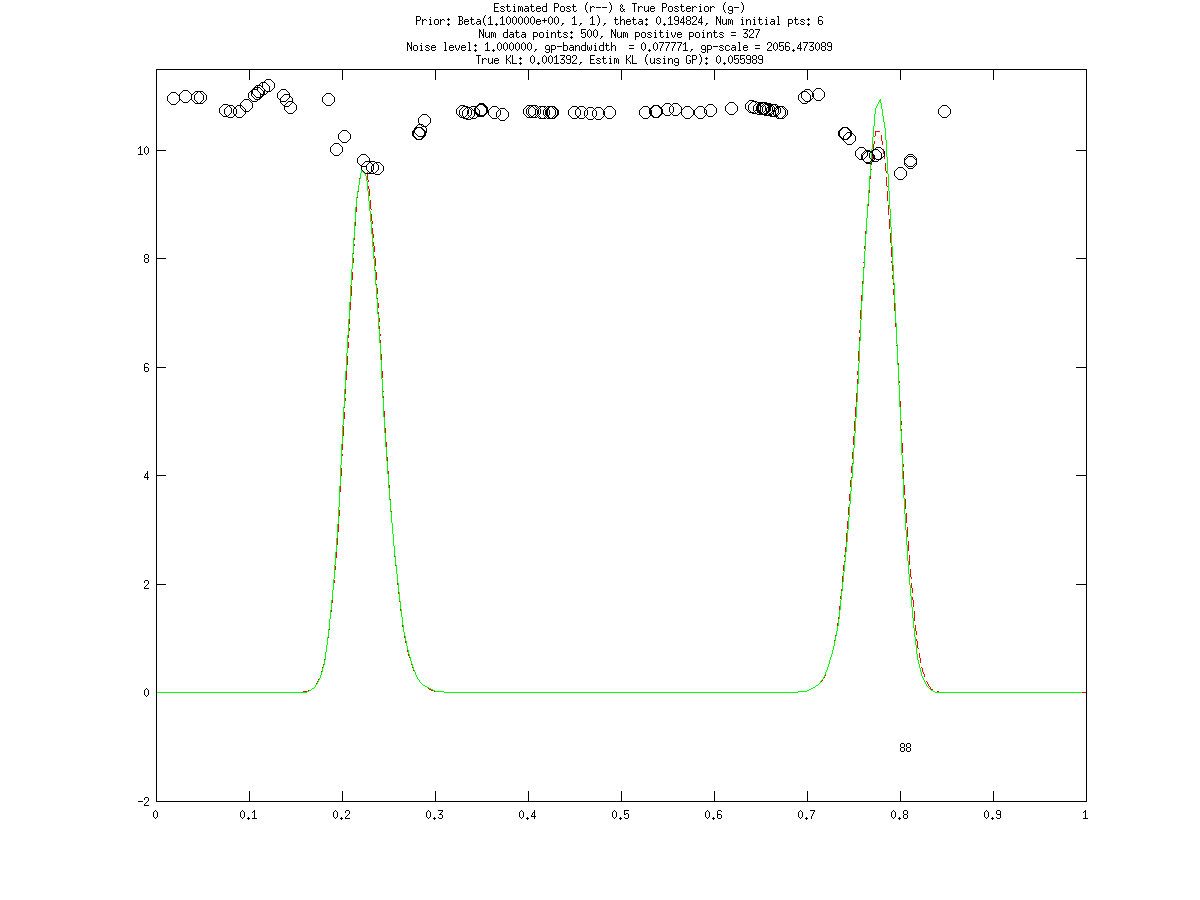 Estimated Post (r--) & True Posterior (g-)
Prior: Beta(1.100000e+00, 1, 1), theta: 0.194824, Num initial pts: 6
Num data points: 500, Num positive points = 327
Noise level: 1.000000, gp-bandwidth = 0.077771, gp-scale = 2056.473089
True KL: 0.001392, Estim KL (using GP): 0.055989
10
8
6
4
2
0
88
-2
0 0.1 0.2 0.3 0.4 0.5 0.6 0.7 0.8 0.9 1